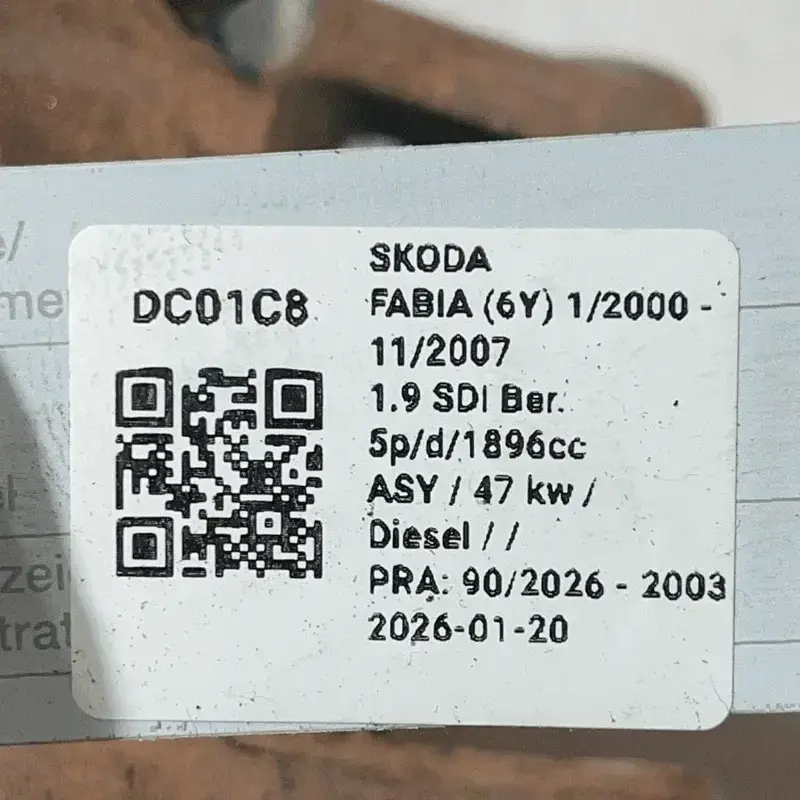 DC01C8
SKODA
FABIA (6Y) 1/2000 -
11/2007
1.9 SDI Ber.
5p/d/1896cc
ASY / 47 kw /
Diesel / /
PRA: 90/2026 - 2003
2026-01-20